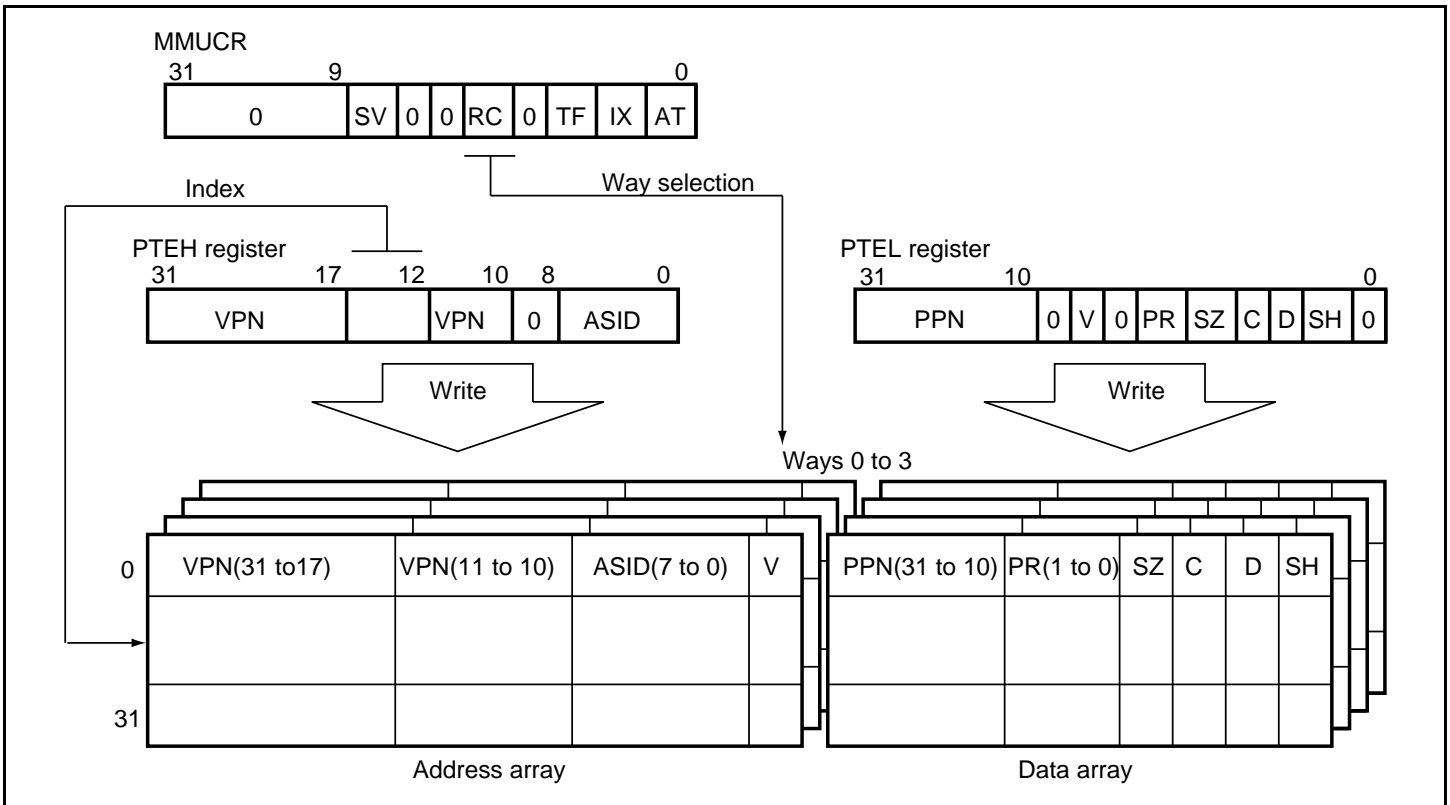 MMUCR
31 9 0
0 SV 0 0 RC 0 TF IX AT
Index
Way selection
PTEH register
31 17 12 10 8 0
VPN VPN 0 ASID
PTEL register
31 10 0
PPN 0 V 0 PR SZ C D SH 0
Write
Write
Ways 0 to 3
0 VPN(31 to17) VPN(11 to 10) ASID(7 to 0) V PPN(31 to 10) PR(1 to 0) SZ C D SH
31
Address array
Data array